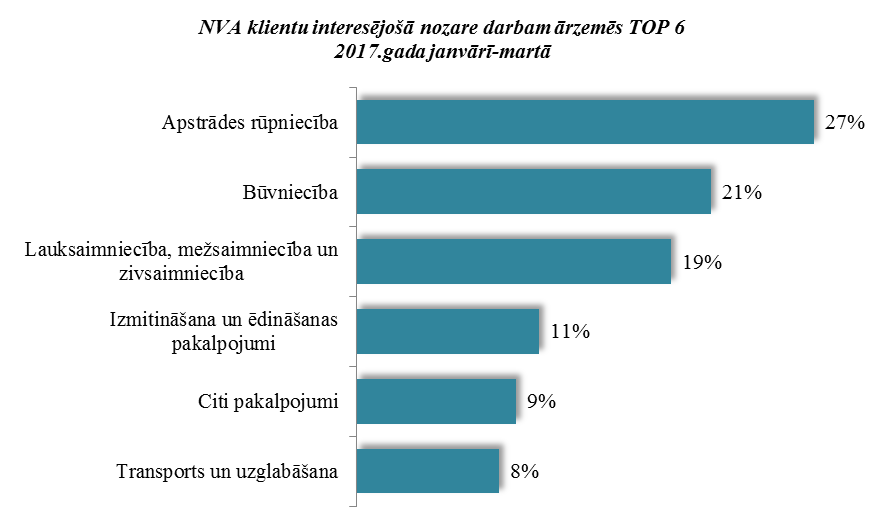 NVA klientu interesējošā nozare darbam ārzemēs TOP 6
2017.gada janvārī-martā
Apstrādes rūpniecība
27%
Būvniecība
21%
Lauksaimniecība, mežsaimniecība un
zivsaimniecība
19%
Izmitināšana un ēdināšanas
pakalpojumi
11%
Citi pakalpojumi
9%
Transports un uzglabāšana
8%